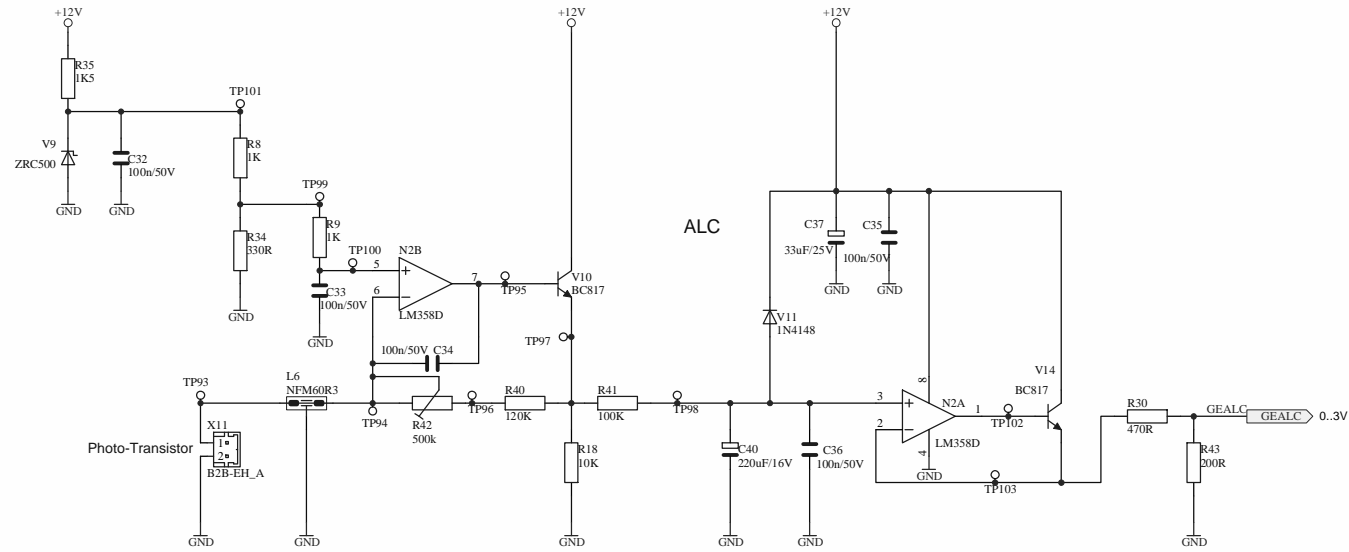 +12V
+12V
+12V
R35
1K5
TP101
V9
ZRC500
C32
100n/50V
R8
1K
GND
GND
TP99
R9
1K
R34
330R
TP100
N2B
5
6
7
LM358D
TP95
V10
BC817
C33
100n/50V
GND
GND
ALC
C37
33uF/25V
C35
100n/50V
GND
GND
V11
1N4148
TP97
100n/50V
C34
TP93
L6
NFM60R3
TP94
R42
500k
TP96
R40
120K
R41
100K
TP98
3
2
8
4
1
N2A
LM358D
GND
TP102
V14
BC817
TP103
R30
470R
GEALC
GEALC
0..3V
R43
200R
Photo-Transistor
X11
1
2
B2B-EH_A
R18
10K
C40
220uF/16V
C36
100n/50V
GND
GND
GND
GND
GND
GND